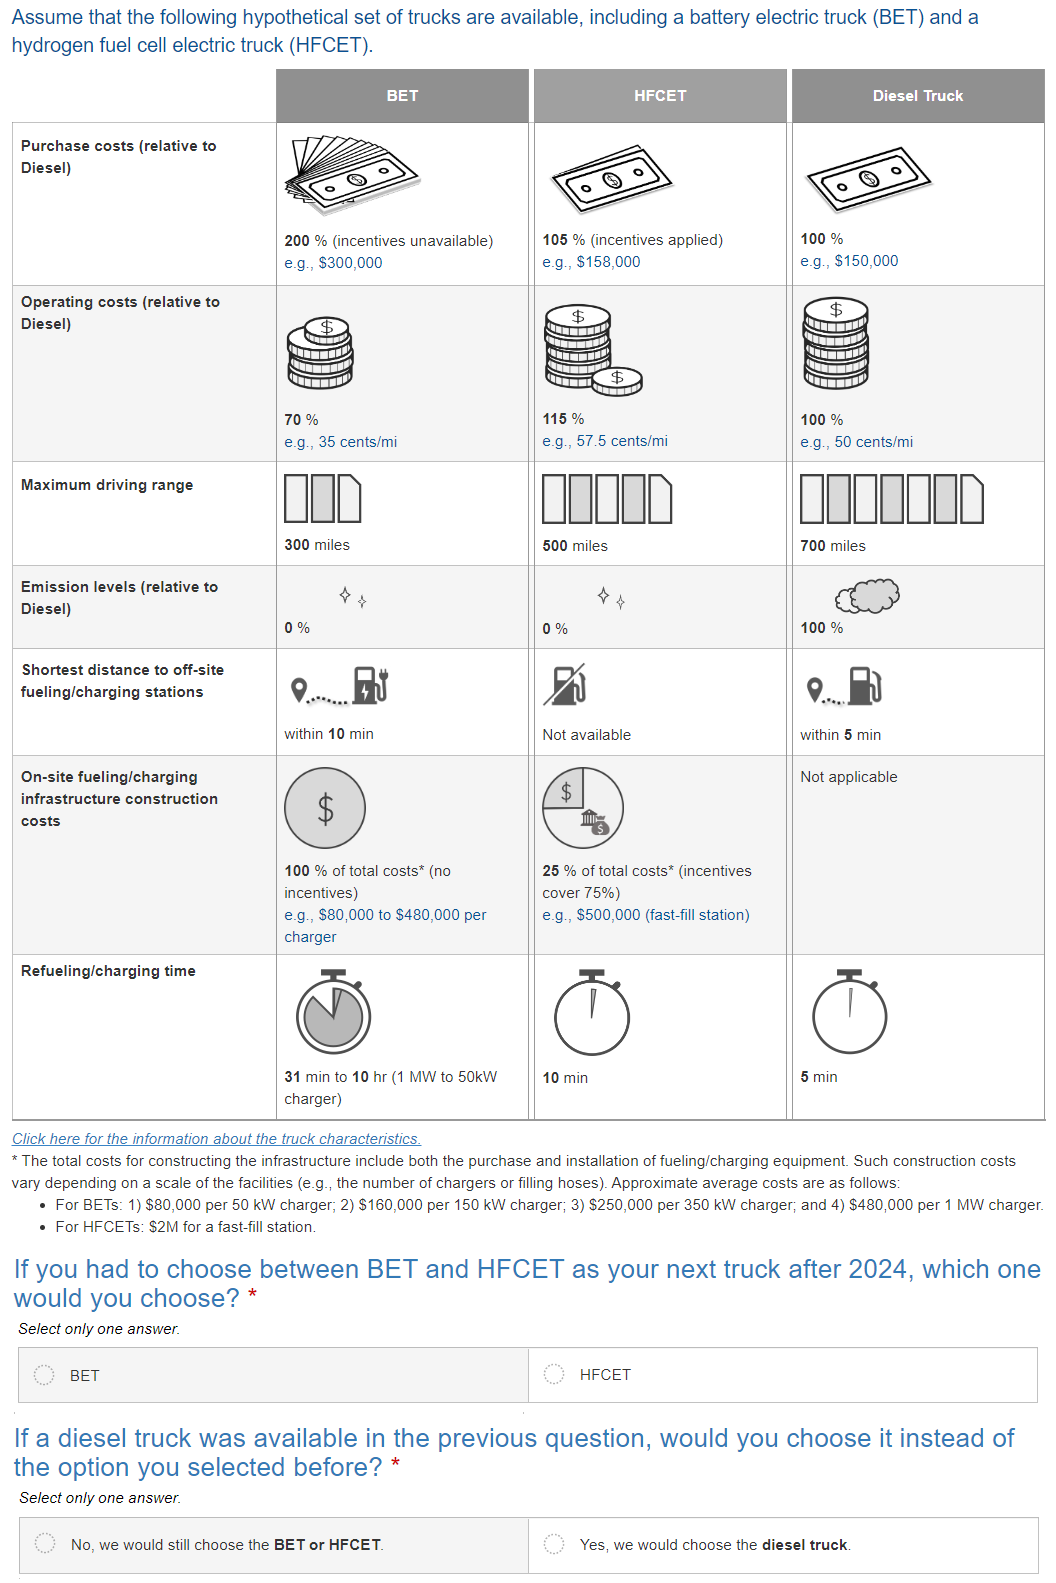 Assume that the following hypothetical set of trucks are available, including a battery electric truck (BET) and a
hydrogen fuel cell electric truck (HFCET).
BET
HFCET
Diesel Truck
Purchase costs (relative to
Diesel)
200 % (incentives unavailable)
e.g., $300,000
105 % (incentives applied)
e.g., $158,000
100 %
e.g., $150,000
Operating costs (relative to
Diesel)
$
70 %
e.g., 35 cents/mi
$
$
115 %
e.g., 57.5 cents/mi
$
100 %
e.g., 50 cents/mi
Maximum driving range
300 miles
500 miles
700 miles
Emission levels (relative to
Diesel)
0 %
0 %
100 %
Shortest distance to off-site
fueling/charging stations
within 10 min
Not available
within 5 min
On-site fueling/charging
infrastructure construction
costs
$
100 % of total costs* (no
incentives)
e.g., $80,000 to $480,000 per
charger
$
$
25 % of total costs* (incentives
cover 75%)
e.g., $500,000 (fast-fill station)
Not applicable
Refueling/charging time
31 min to 10 hr (1 MW to 50kW
charger)
10 min
5 min
Click here for the information about the truck characteristics.
* The total costs for constructing the infrastructure include both the purchase and installation of fueling/charging equipment. Such construction costs
vary depending on a scale of the facilities (e.g., the number of chargers or filling hoses). Approximate average costs are as follows:
• For BETs: 1) $80,000 per 50 kW charger; 2) $160,000 per 150 kW charger; 3) $250,000 per 350 kW charger; and 4) $480,000 per 1 MW charger.
• For HFCETs: $2M for a fast-fill station.
If you had to choose between BET and HFCET as your next truck after 2024, which one
would you choose? *
Select only one answer.
BET
HFCET
If a diesel truck was available in the previous question, would you choose it instead of
the option you selected before? *
Select only one answer.
No, we would still choose the BET or HFCET.
Yes, we would choose the diesel truck.